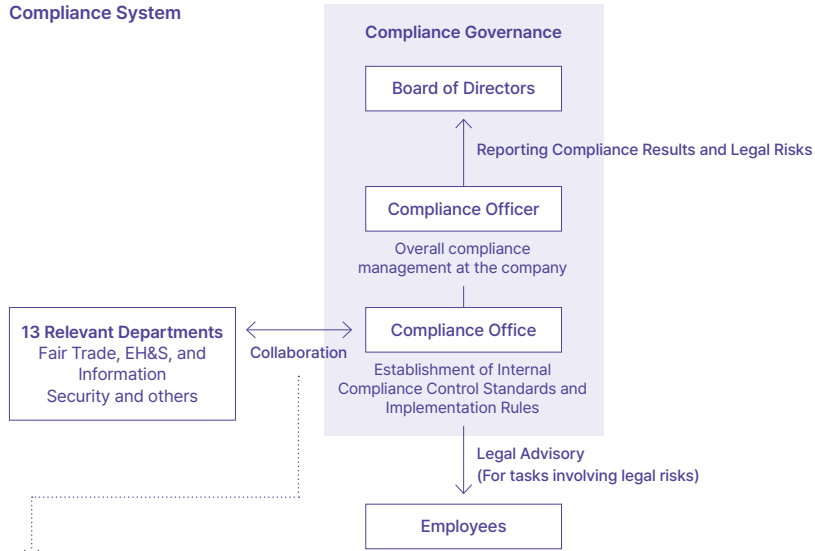 Compliance System
Compliance Governance
Board of Directors
Reporting Compliance Results and Legal Risks
Compliance Officer
Overall compliance
management at the company
13 Relevant Departments
Fair Trade, EH&S, and
Information
Security and others
Collaboration
Compliance Office
Establishment of Internal
Compliance Control Standards and
Implementation Rules
Legal Advisory
(For tasks involving legal risks)
Employees